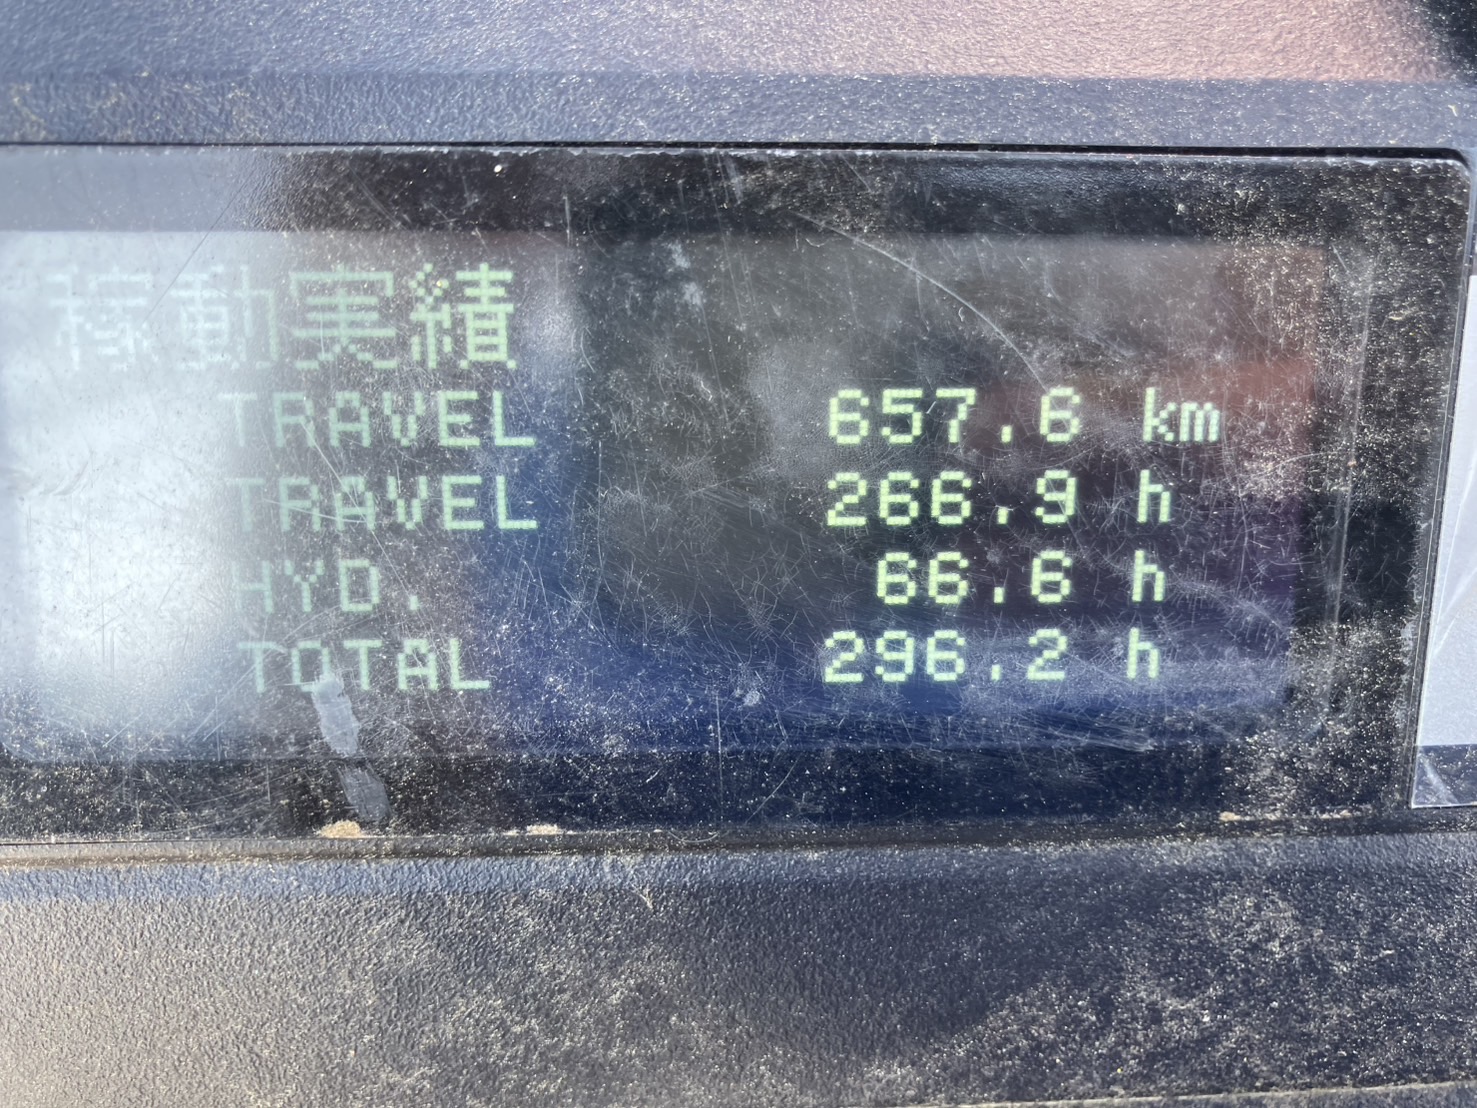 稼動実績
TRAVEL 657.6 km
TRAVEL 266.9 h
HYD. 66.6 h
TOTAL 296.2 h